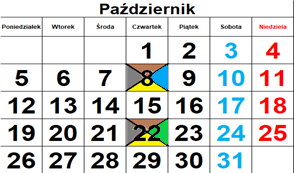 Październik
Poniedziałek Wtorek Środa Czwartek Piątek Sobota Niedziela
1 2 3 4
5 6 7 8 9 10 11
12 13 14 15 16 17 18
19 20 21 22 23 24 25
26 27 28 29 30 31